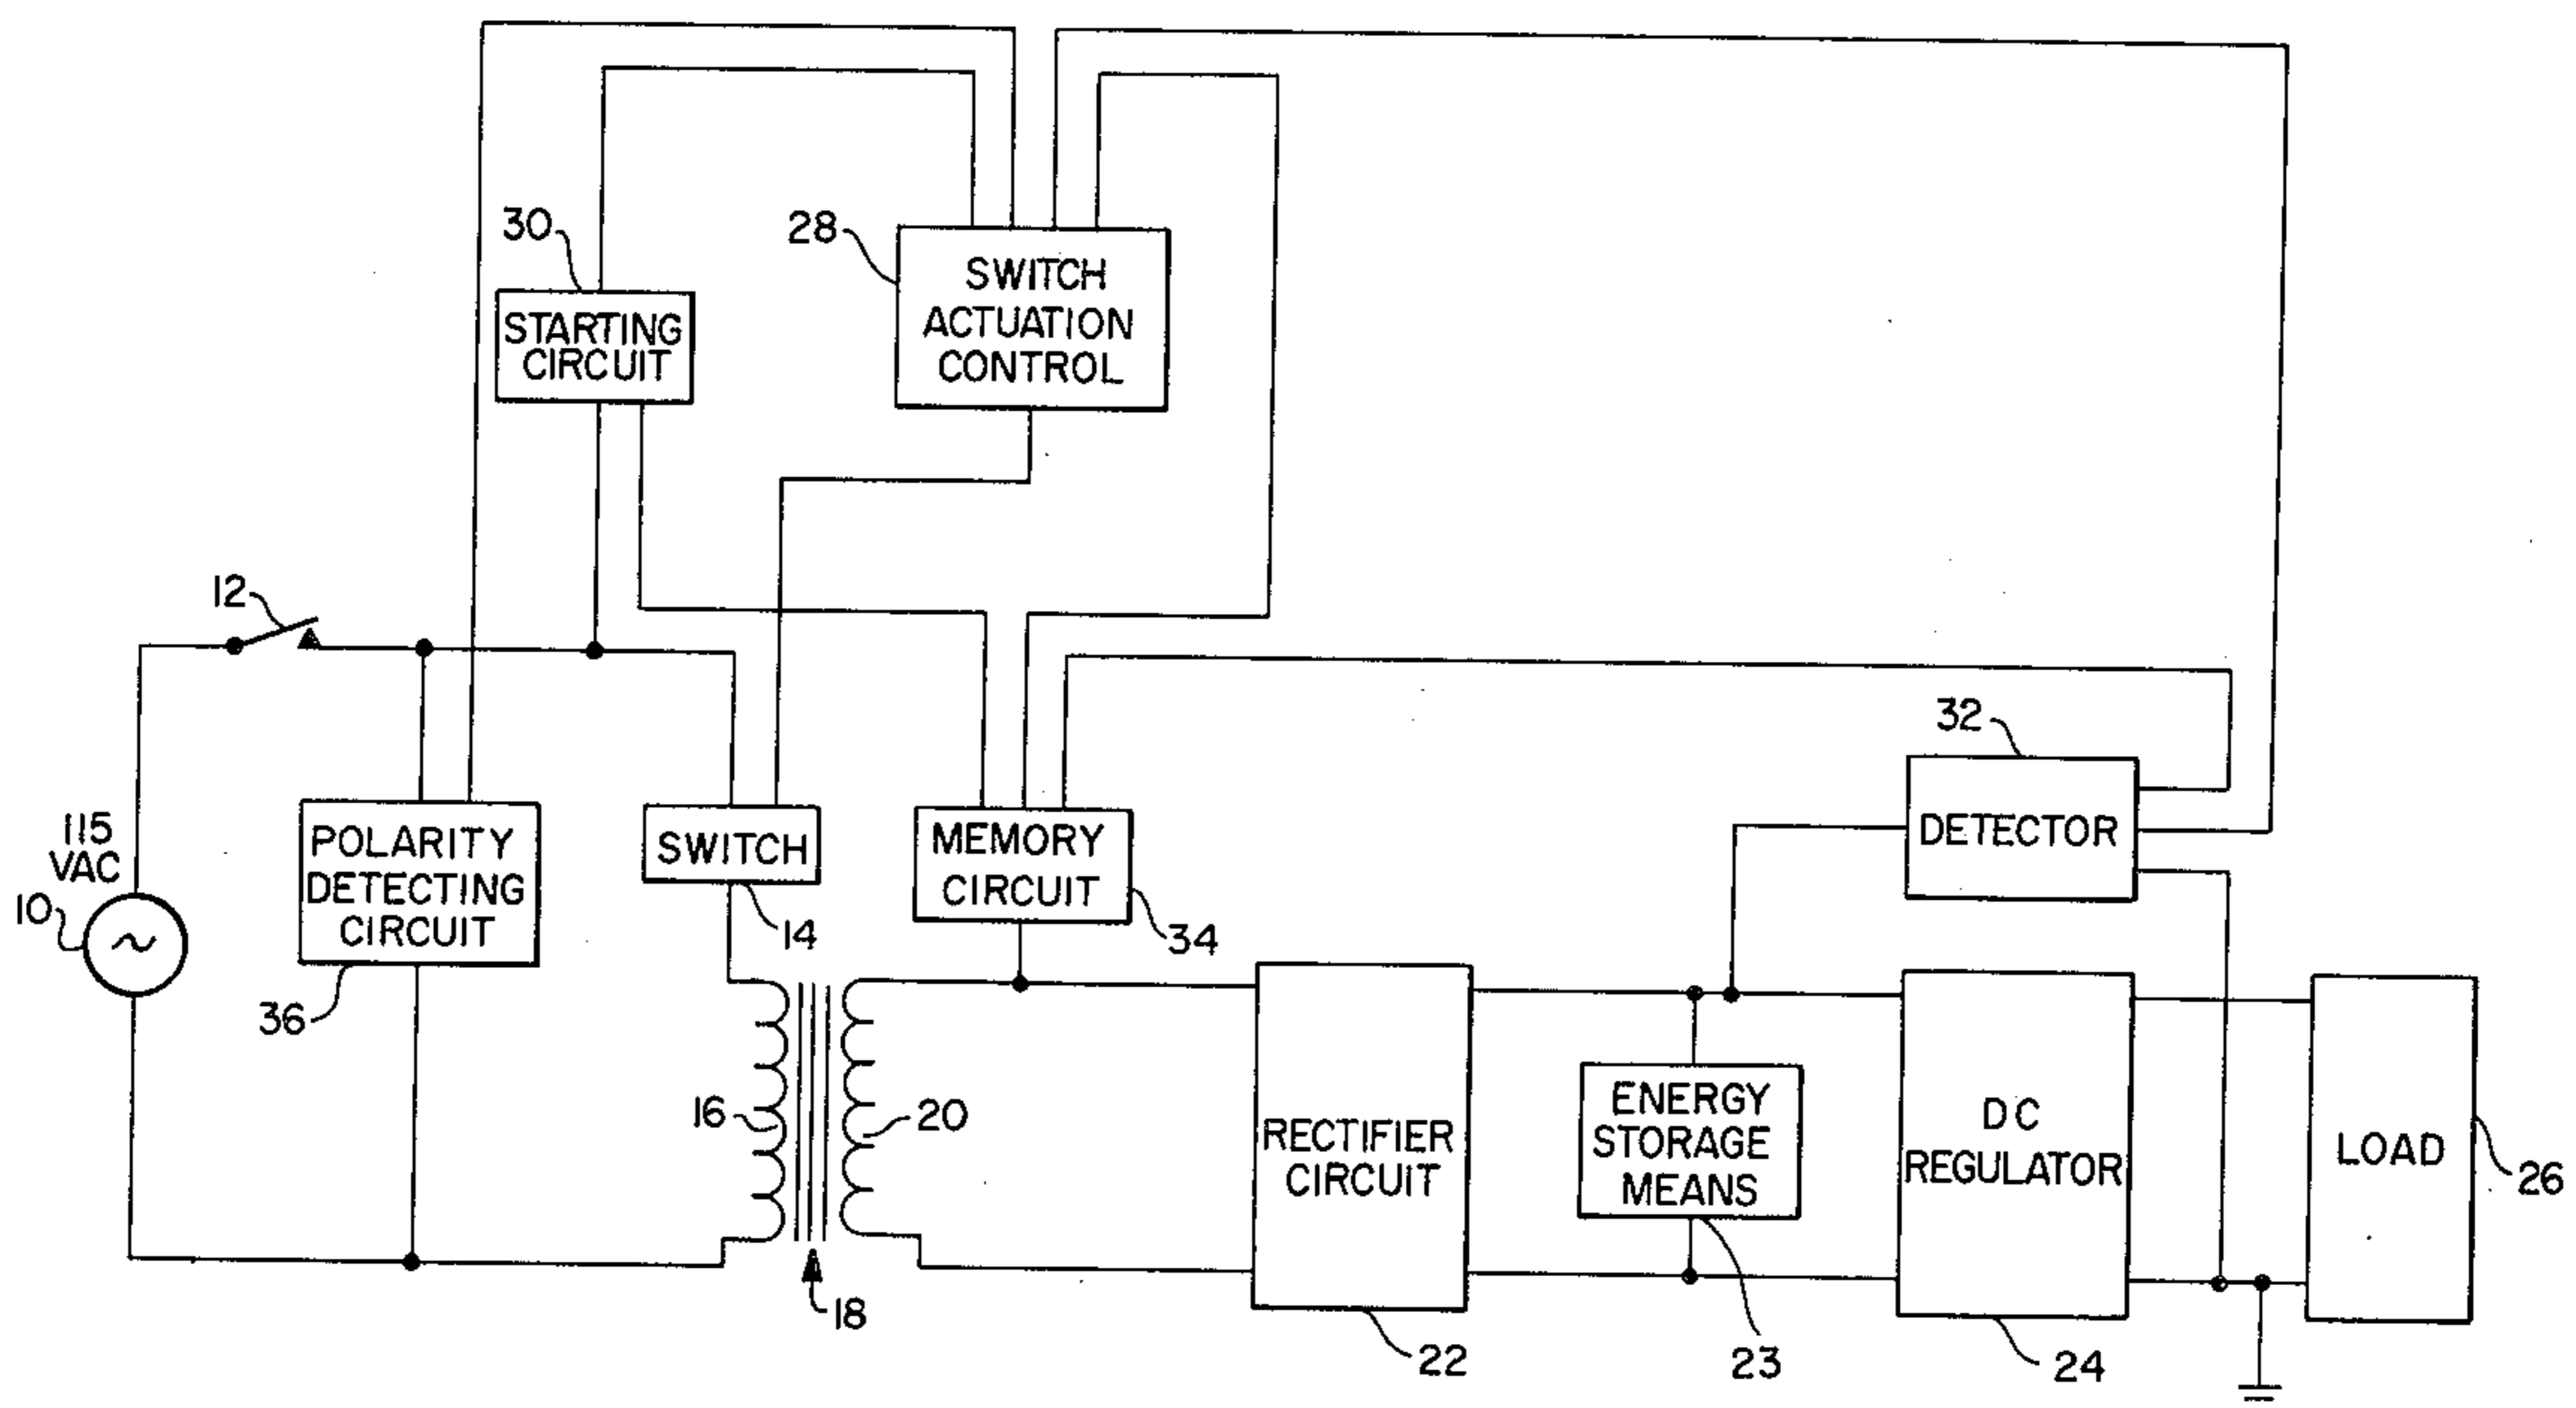 30
28
SWITCH
ACTUATION
CONTROL
STARTING
CIRCUIT
12
32
115
VAC
10
POLARITY
DETECTING
CIRCUIT
36
SWITCH
14
MEMORY
CIRCUIT
34
DETECTOR
16
20
18
RECTIFIER
CIRCUIT
22
ENERGY
STORAGE
MEANS
23
DC
REGULATOR
24
LOAD
26